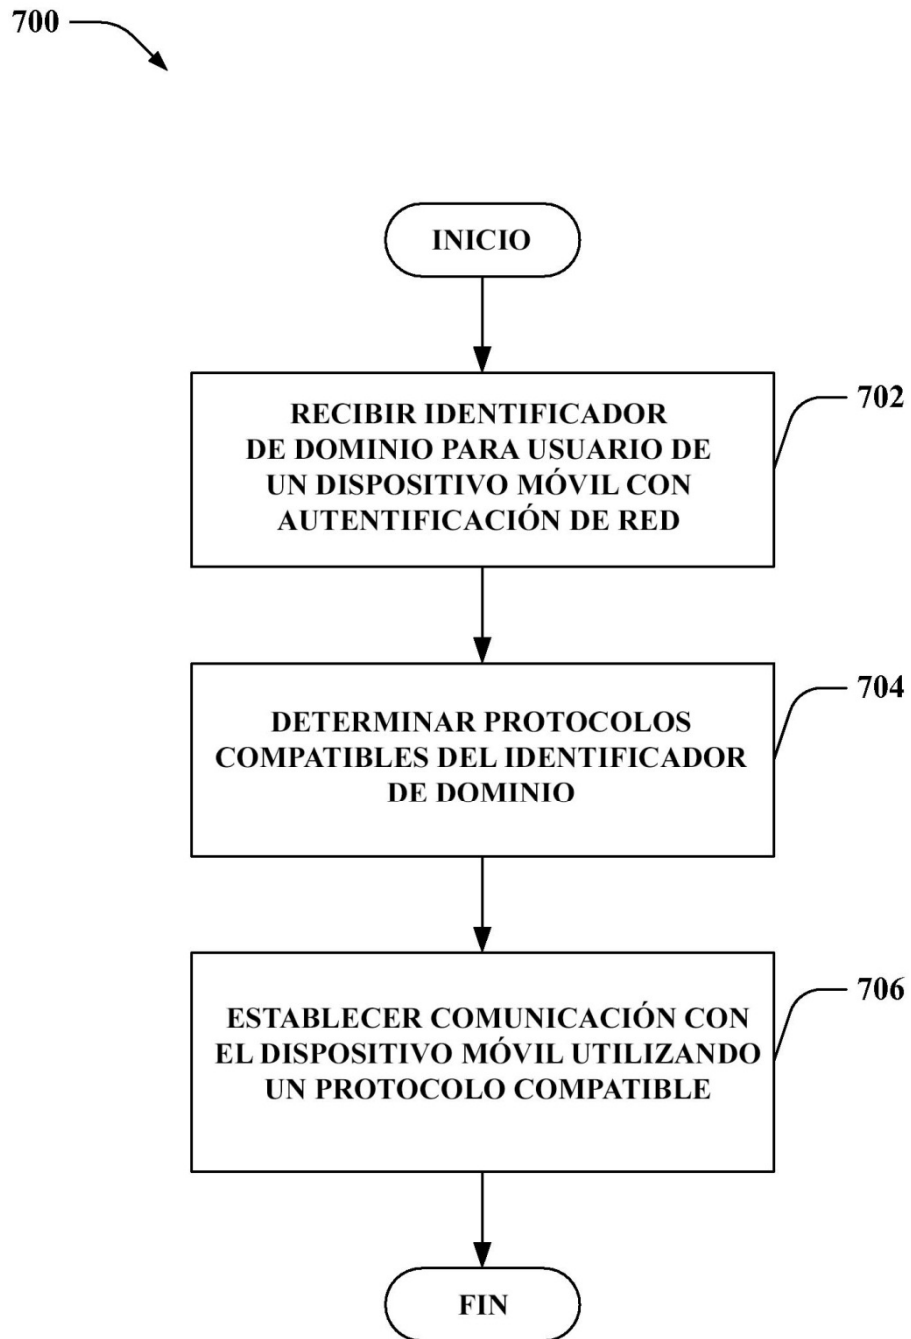 700
INICIO
RECIBIR IDENTIFICADOR
DE DOMINIO PARA USUARIO DE
UN DISPOSITIVO MÓVIL CON
AUTENTIFICACIÓN DE RED
702
DETERMINAR PROTOCOLOS
COMPATIBLES DEL IDENTIFICADOR
DE DOMINIO
704
ESTABLECER COMUNICACIÓN CON
EL DISPOSITIVO MÓVIL UTILIZANDO
UN PROTOCOLO COMPATIBLE
706
FIN